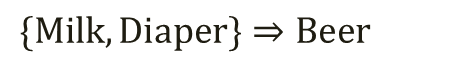 {Milk, Diaper} ⇒ Beer